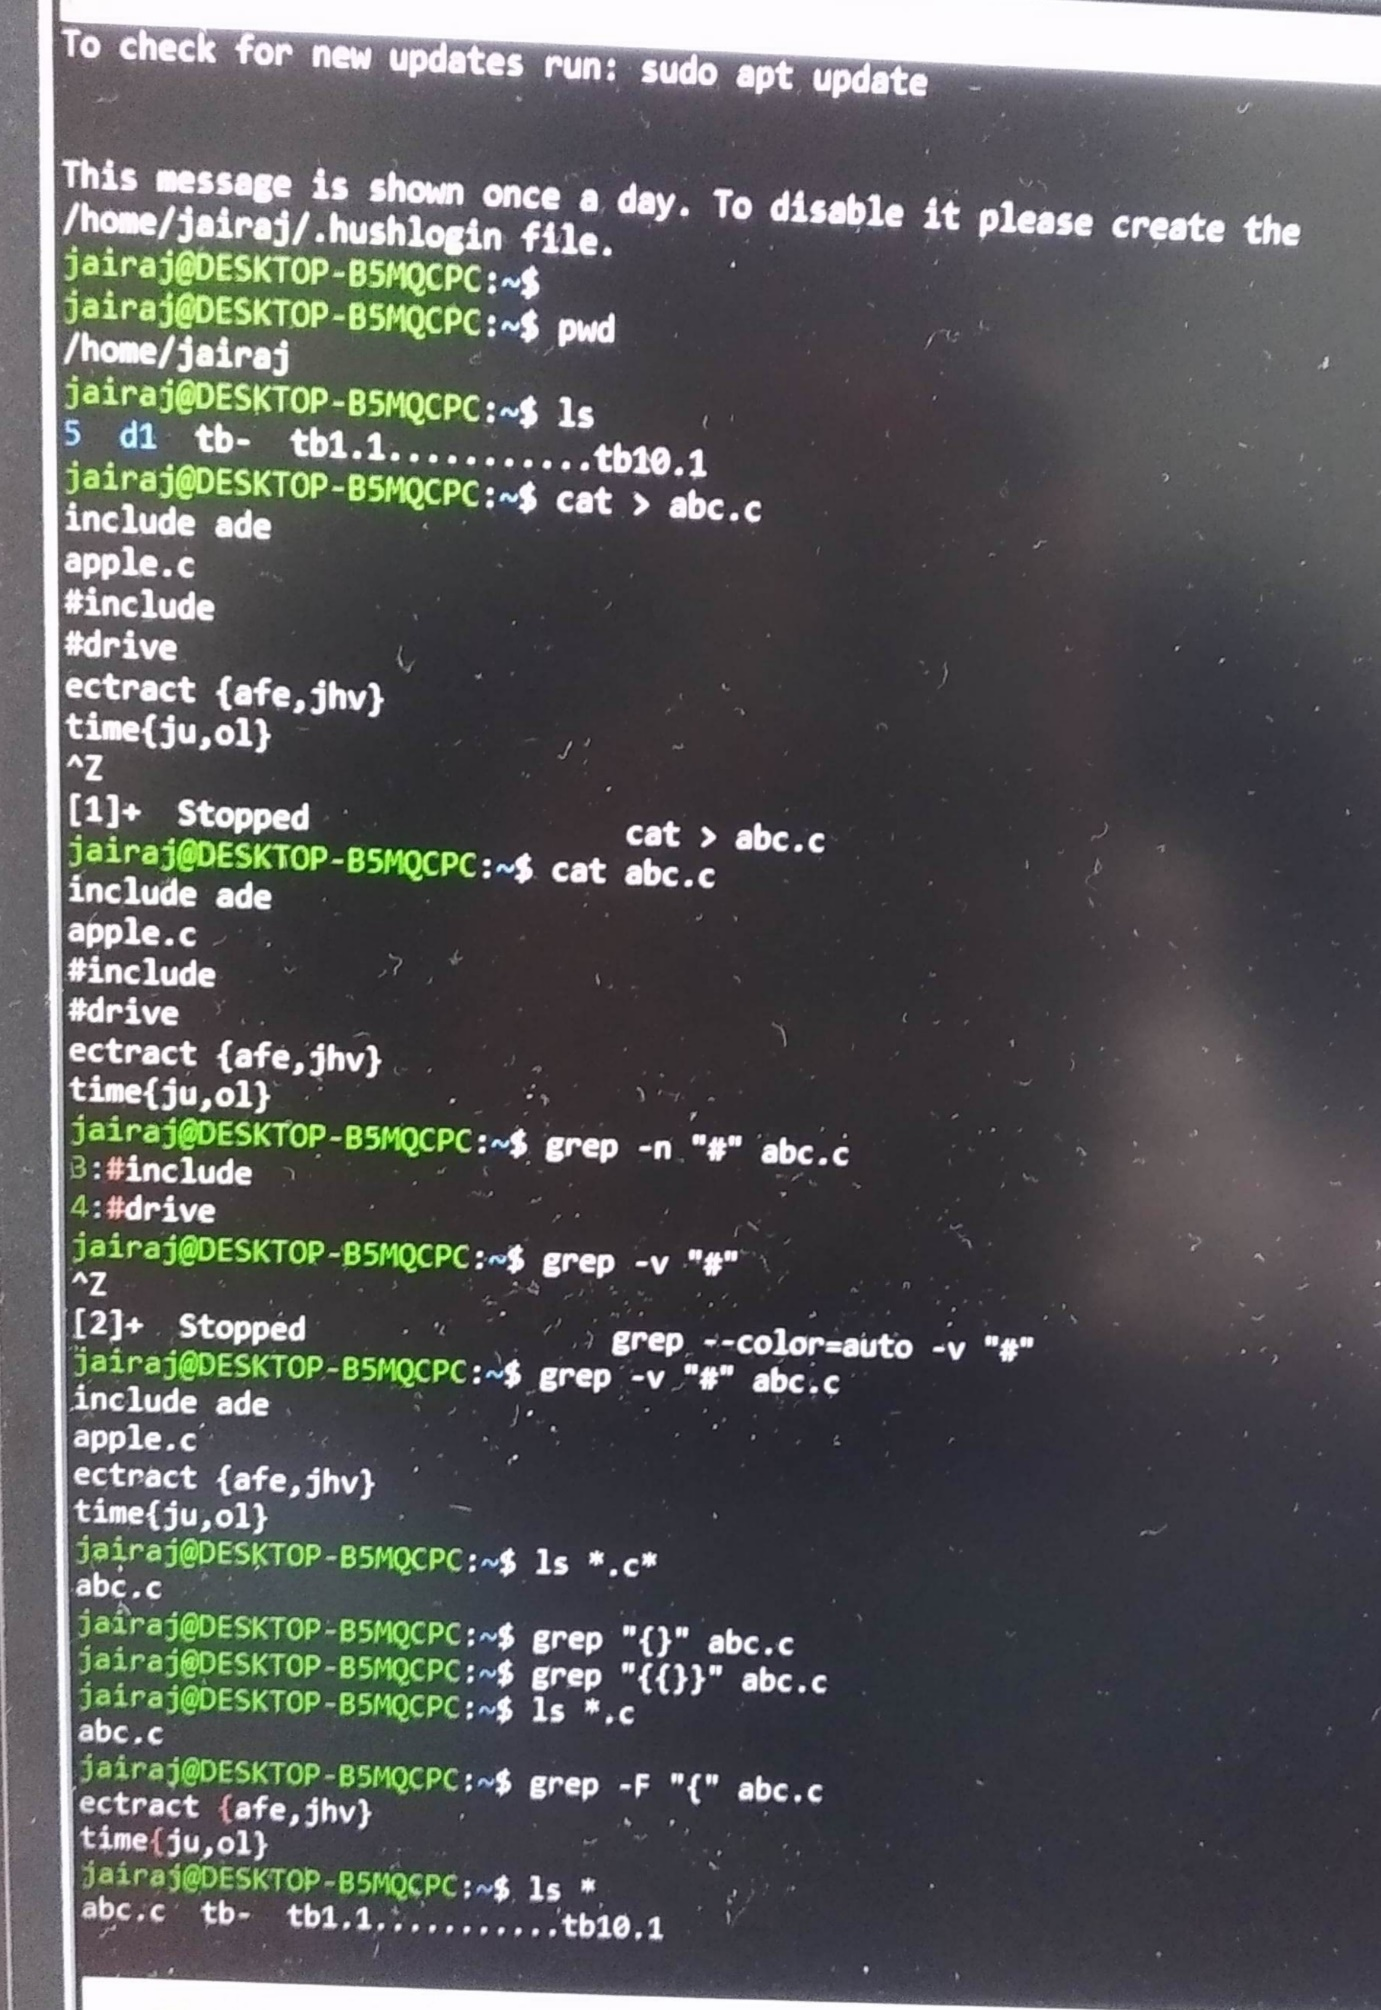 To check for new updates run: sudo apt update
This message is shown once a day. To disable it please create the
/home/jairaj/.hushlogin file.
jairaj@DESKTOP-B5MQCPC:~$
jairaj@DESKTOP-B5MQCPC:~$ pwd
/home/jairaj
jairaj@DESKTOP-B5MQCPC:~$ ls
5  d1  tb-  tb1.1...........tb10.1
jairaj@DESKTOP-B5MQCPC:~$ cat > abc.c
include ade
apple.c
#include
#drive
ectract {afe,jhv}
time{ju,ol}
^Z
[1]+  Stopped                 cat > abc.c
jairaj@DESKTOP-B5MQCPC:~$ cat abc.c
include ade
apple.c
#include
#drive
ectract {afe,jhv}
time{ju,ol}
jairaj@DESKTOP-B5MQCPC:~$ grep -n "#" abc.c
3:#include
4:#drive
jairaj@DESKTOP-B5MQCPC:~$ grep -v "#"
^Z
[2]+  Stopped                 grep --color=auto -v "#"
jairaj@DESKTOP-B5MQCPC:~$ grep -v "#" abc.c
include ade
apple.c
ectract {afe,jhv}
time{ju,ol}
jairaj@DESKTOP-B5MQCPC:~$ ls *.c*
abc.c
jairaj@DESKTOP-B5MQCPC:~$ grep "{}" abc.c
jairaj@DESKTOP-B5MQCPC:~$ grep "{{}}" abc.c
jairaj@DESKTOP-B5MQCPC:~$ ls *.c
abc.c
jairaj@DESKTOP-B5MQCPC:~$ grep -F "{" abc.c
ectract {afe,jhv}
time{ju,ol}
jairaj@DESKTOP-B5MQCPC:~$ ls *
abc.c  tb-  tb1.1...........tb10.1